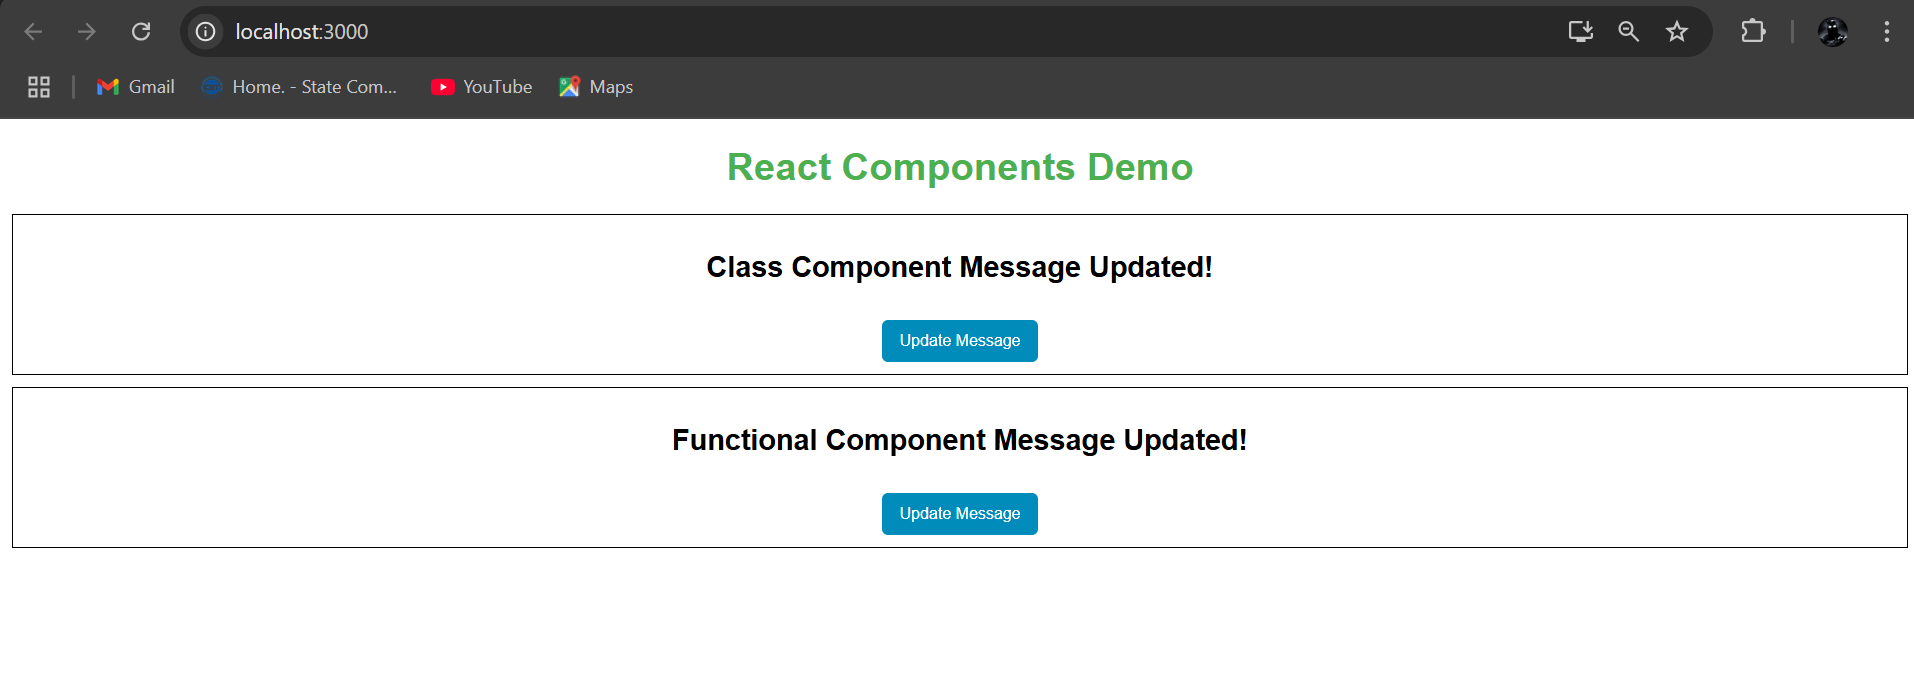 localhost:3000
Gmail
Home. - State Com...
YouTube
Maps
React Components Demo
Class Component Message Updated!
Update Message
Functional Component Message Updated!
Update Message